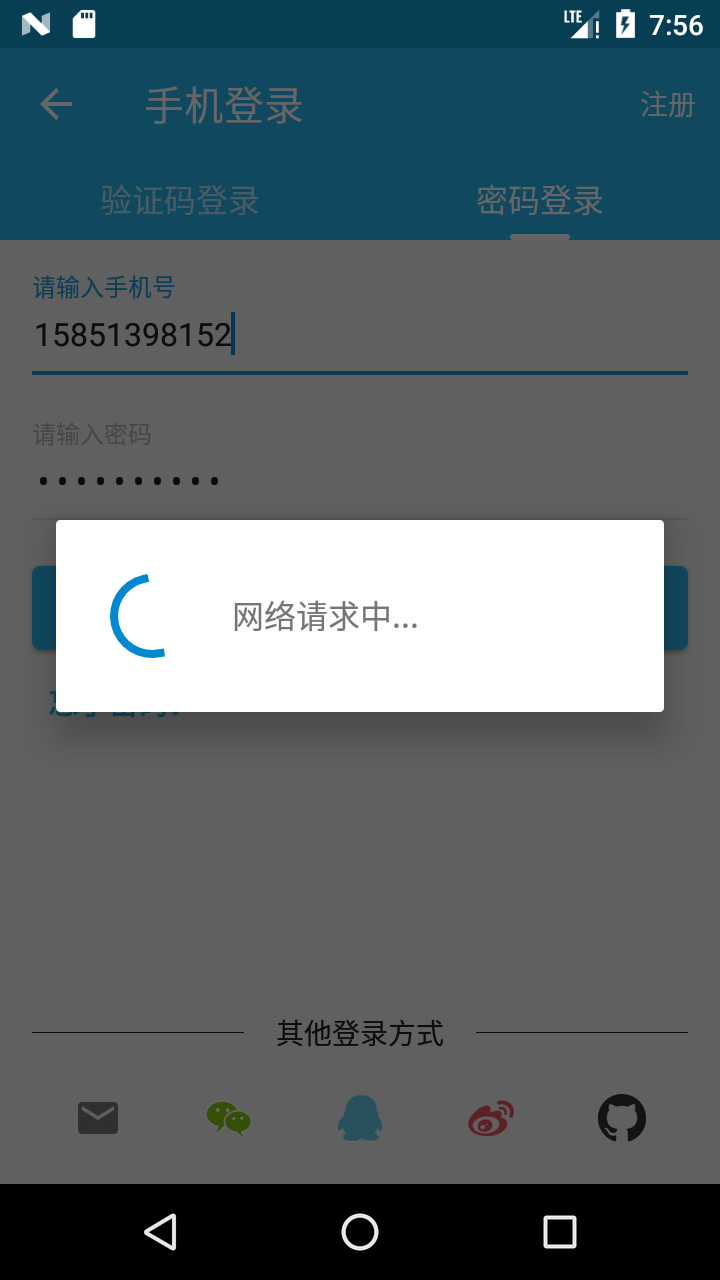 LTE 7:56
手机登录 注册
验证码登录 密码登录
请输入手机号
15851398152
请输入密码
网络请求中...
其他登录方式